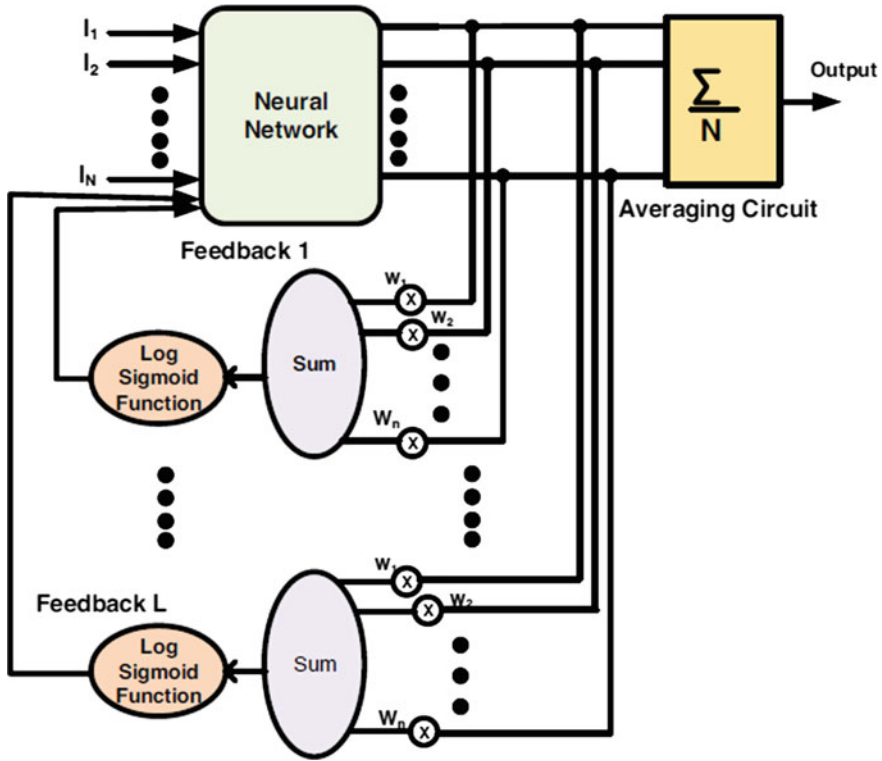 I1
I2
Neural
Network
Σ
N
Output
IN
Averaging Circuit
Feedback 1
W1
X
W2
X
Log
Sigmoid
Function
Sum
Wn
X
W1
X
W2
X
Feedback L
Log
Sigmoid
Function
Sum
Wn
X